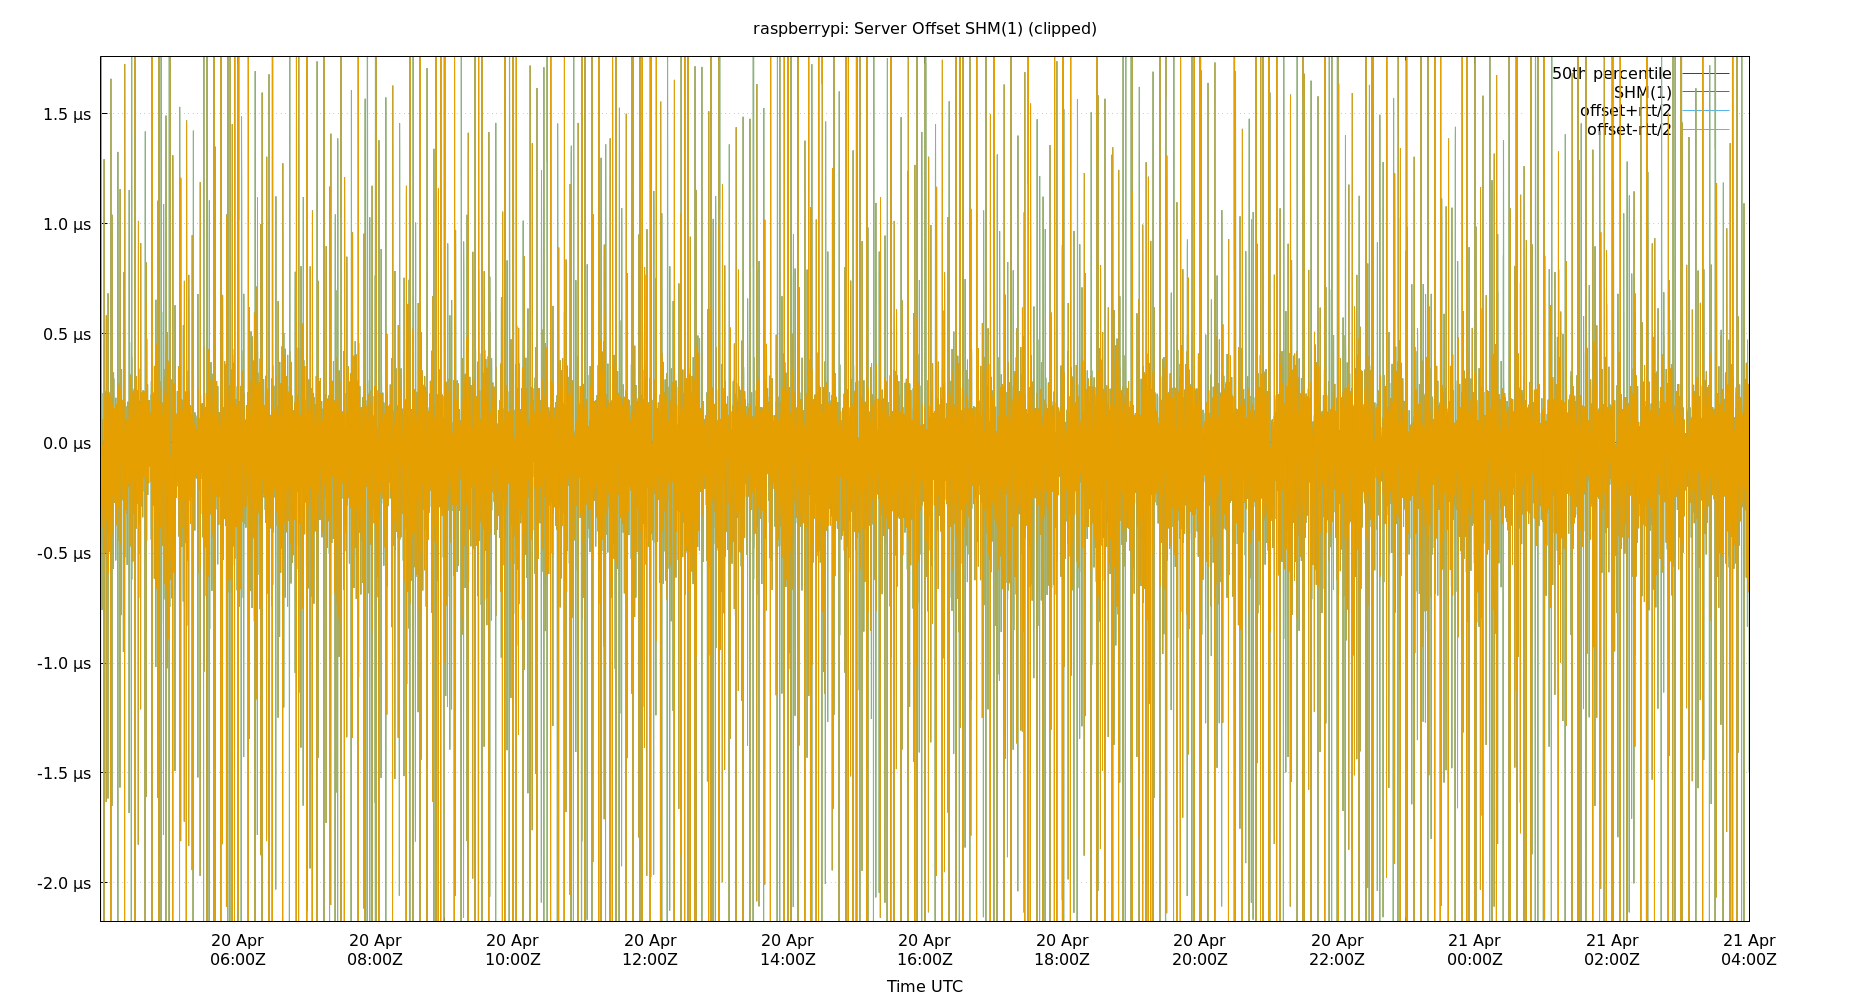 raspberrypi: Server Offset SHM(1) (clipped)
50th percentile
SHM(1)
offset+rtt/2
offset-rtt/2
1.5 µs
1.0 µs
0.5 µs
0.0 µs
-0.5 µs
-1.0 µs
-1.5 µs
-2.0 µs
20 Apr 20 Apr 20 Apr 20 Apr 20 Apr 20 Apr 20 Apr 20 Apr 20 Apr 21 Apr 21 Apr 21 Apr
06:00Z 08:00Z 10:00Z 12:00Z 14:00Z 16:00Z 18:00Z 20:00Z 22:00Z 00:00Z 02:00Z 04:00Z
Time UTC